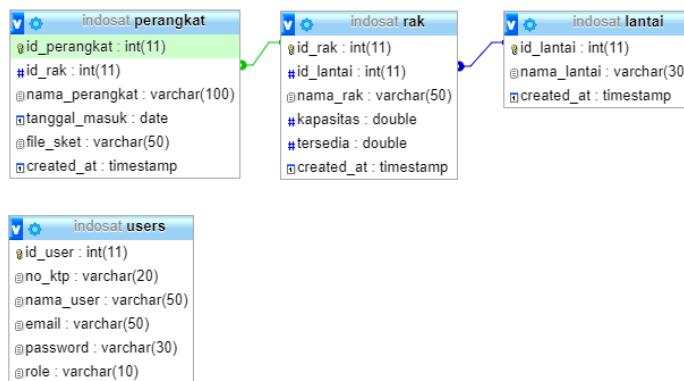 indosat perangkat
id_perangkat : int(11)
id_rak : int(11)
nama_perangkat : varchar(100)
tanggal_masuk : date
file_sket : varchar(50)
created_at : timestamp
indosat rak
id_rak : int(11)
id_lantai : int(11)
nama_rak : varchar(50)
kapasitas : double
tersedia : double
created_at : timestamp
indosat lantai
id_lantai : int(11)
nama_lantai : varchar(30
created_at : timestamp
indosat users
id_user : int(11)
no_ktp : varchar(20)
nama_user : varchar(50)
email : varchar(50)
password : varchar(30)
role : varchar(10)